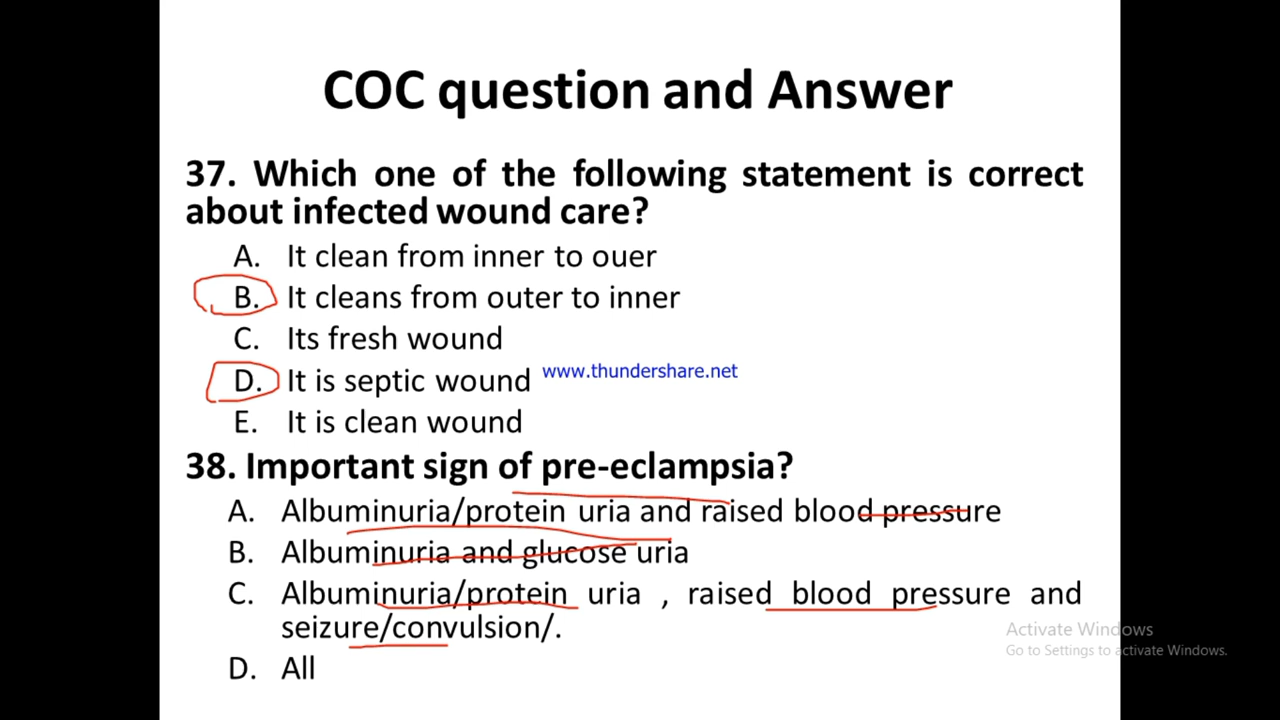 COC question and Answer
37. Which one of the following statement is correct
about infected wound care?
A. It clean from inner to ouer
B. It cleans from outer to inner
C. Its fresh wound
D. It is septic wound
www.thundershare.net
E. It is clean wound
38. Important sign of pre-eclampsia?
A. Albuminuria/protein uria and raised blood pressure
B. Albuminuria and glucose uria
C. Albuminuria/protein uria , raised blood pressure and
seizure/convulsion/.
D. All
Activate Windows
Go to Settings to activate Windows.